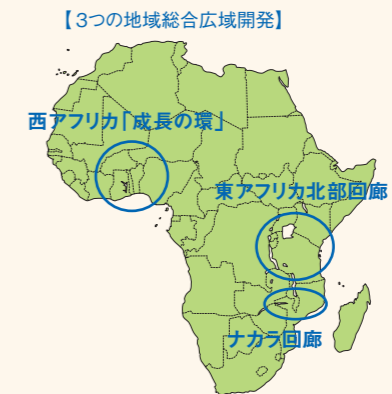 【3つの地域総合広域開発】
西アフリカ「成長の環」
東アフリカ北部回廊
ナカラ回廊